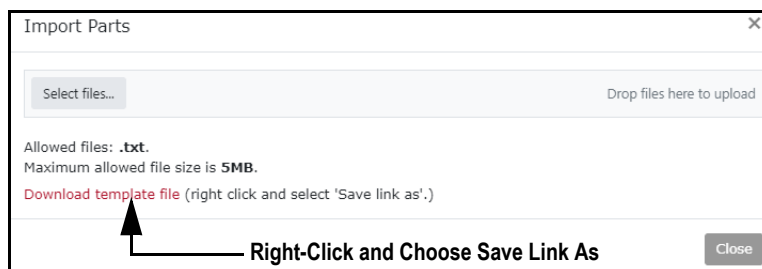 Import Parts ×
Select files... Drop files here to upload
Allowed files: .txt.
Maximum allowed file size is 5MB.
Download template file (right click and select 'Save link as'.)
Right-Click and Choose Save Link As Close